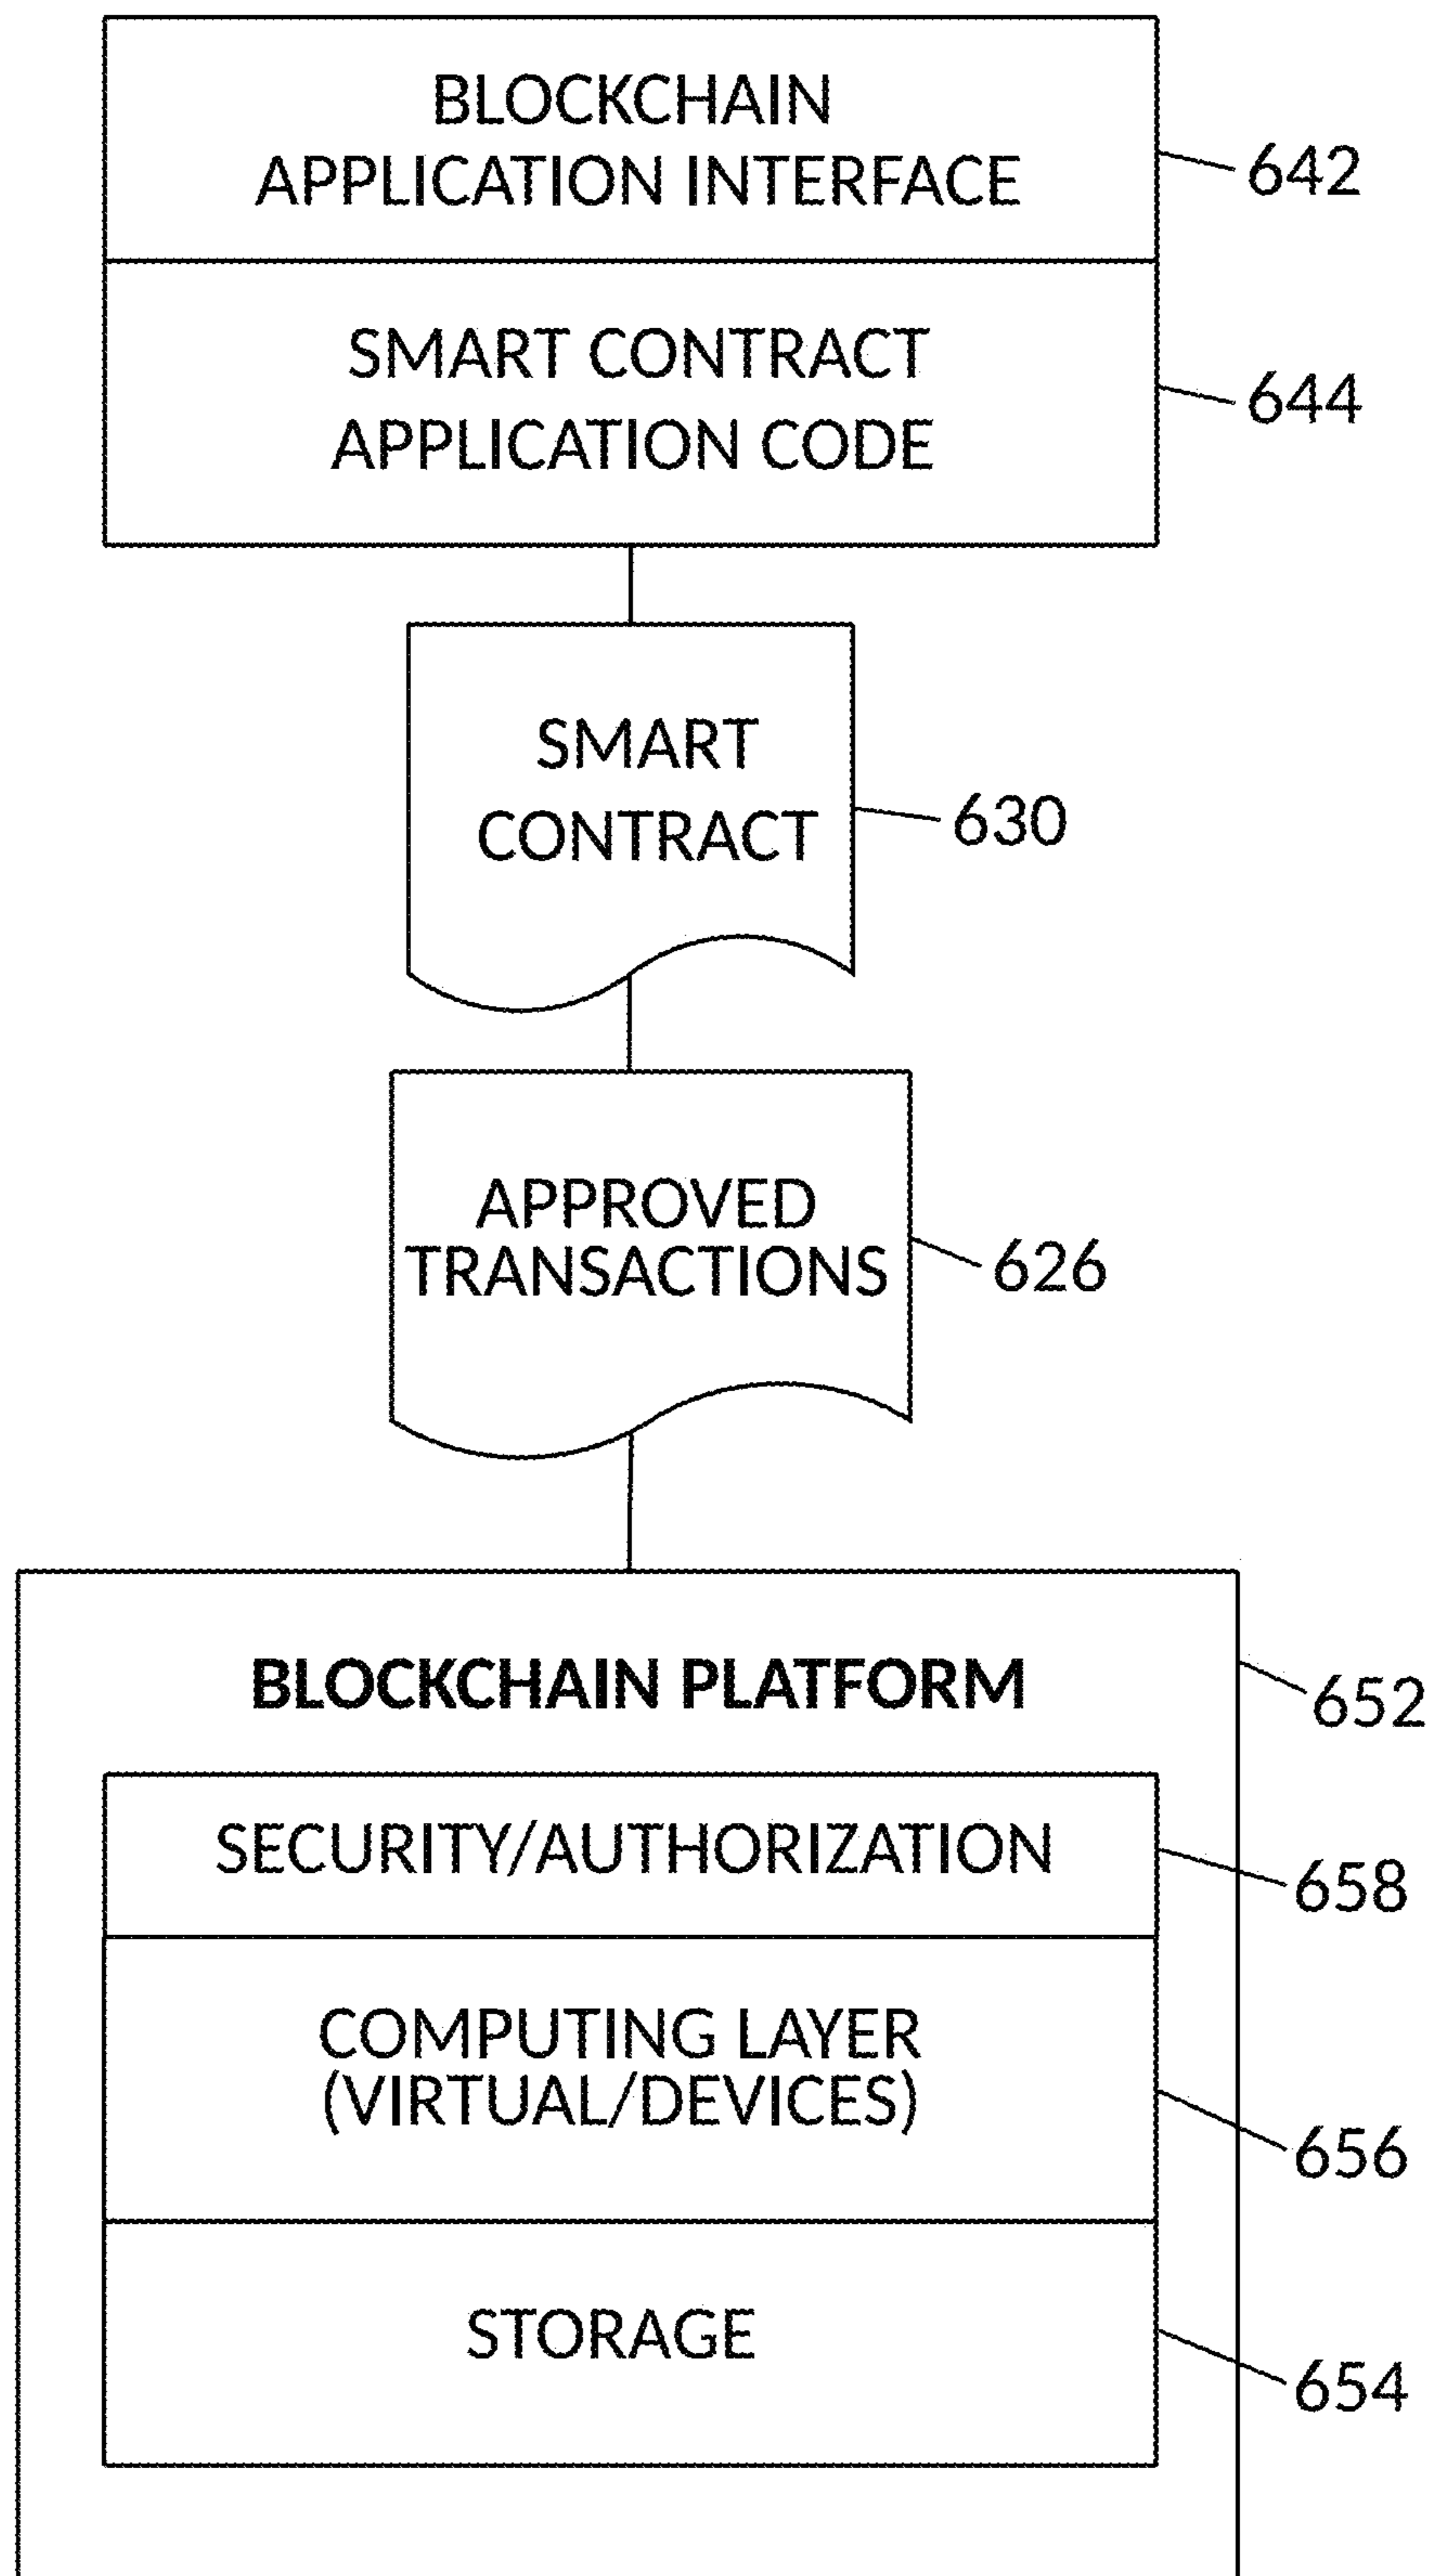 BLOCKCHAIN
APPLICATION INTERFACE
642
SMART CONTRACT
APPLICATION CODE
644
SMART
CONTRACT
630
APPROVED
TRANSACTIONS
626
BLOCKCHAIN PLATFORM
652
SECURITY/AUTHORIZATION
658
COMPUTING LAYER
(VIRTUAL/DEVICES)
656
STORAGE
654